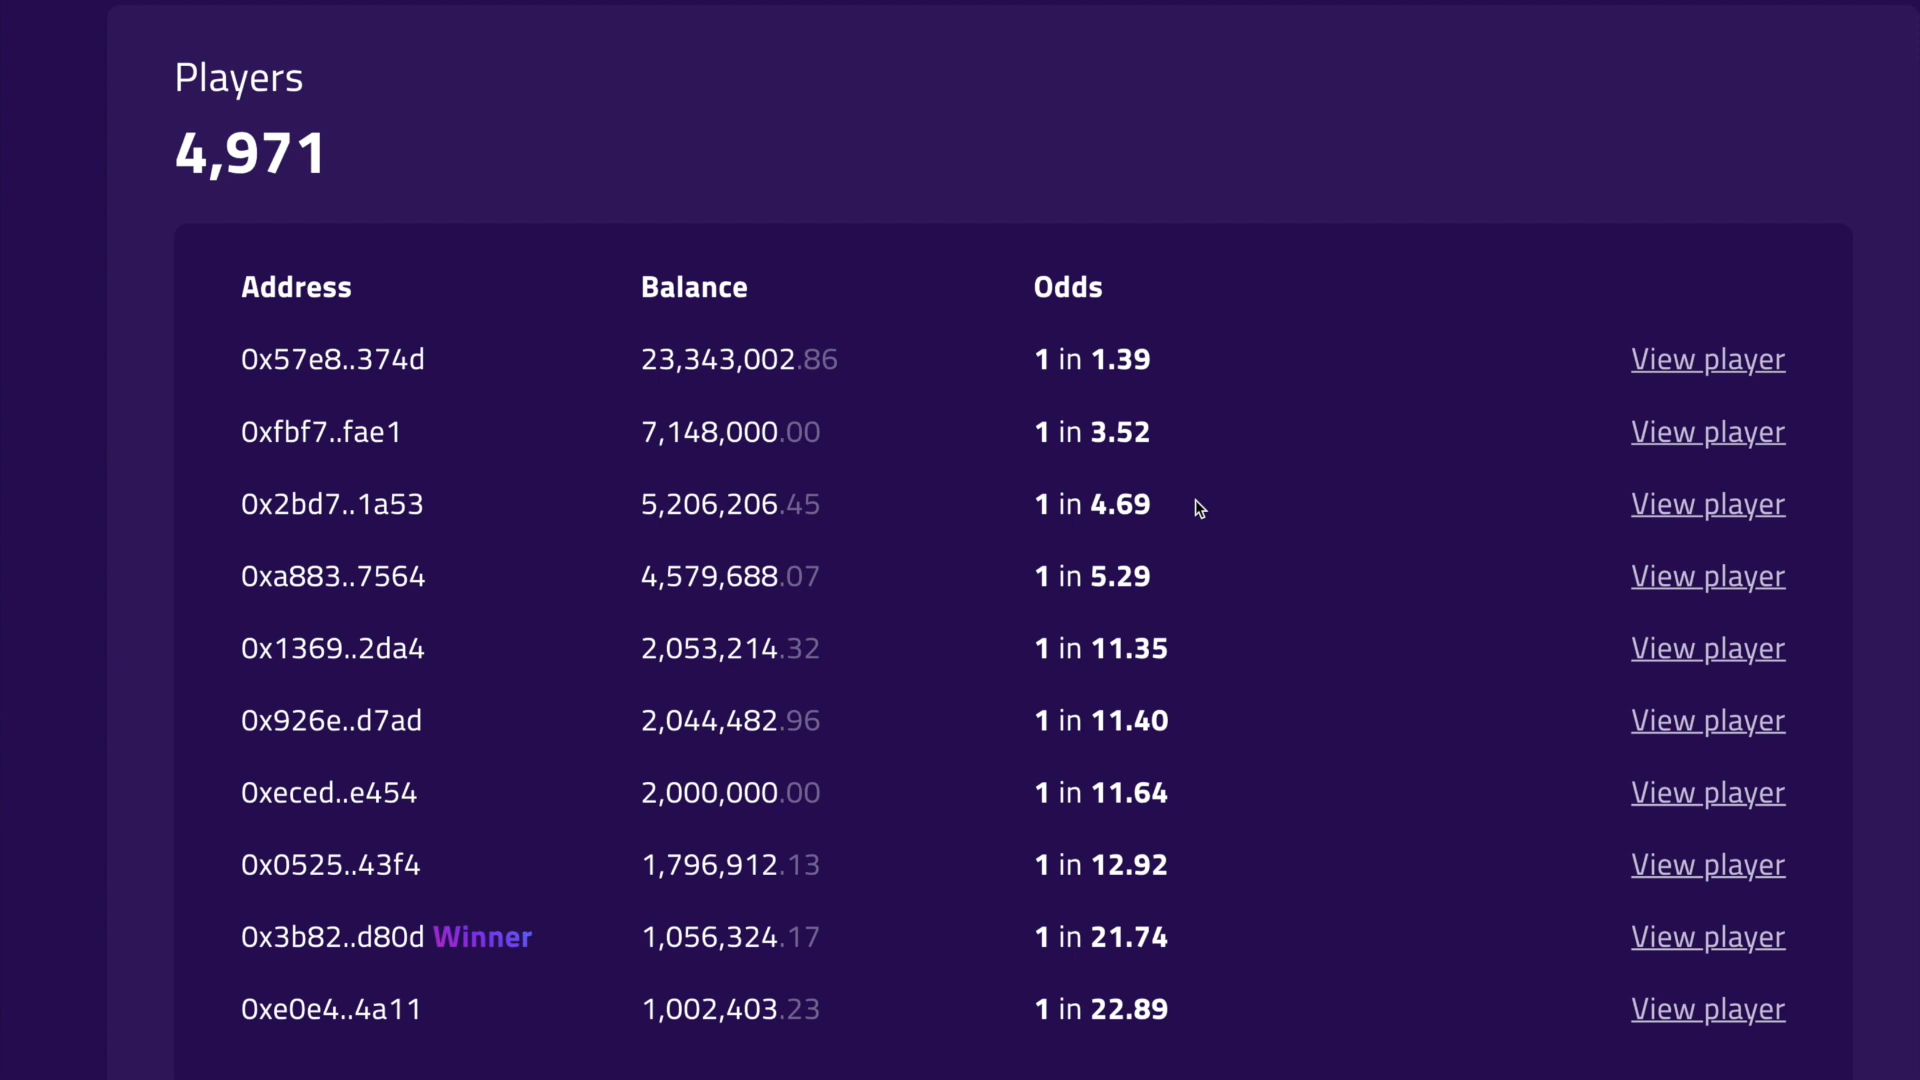 Players
4,971
Address Balance Odds
0x57e8..374d 23,343,002.86 1 in 1.39 View player
0xfbf7..fae1 7,148,000.00 1 in 3.52 View player
0x2bd7..1a53 5,206,206.45 1 in 4.69 View player
0xa883..7564 4,579,688.07 1 in 5.29 View player
0x1369..2da4 2,053,214.32 1 in 11.35 View player
0x926e..d7ad 2,044,482.96 1 in 11.40 View player
0xeced..e454 2,000,000.00 1 in 11.64 View player
0x0525..43f4 1,796,912.13 1 in 12.92 View player
0x3b82..d80d Winner 1,056,324.17 1 in 21.74 View player
0xe0e4..4a11 1,002,403.23 1 in 22.89 View player